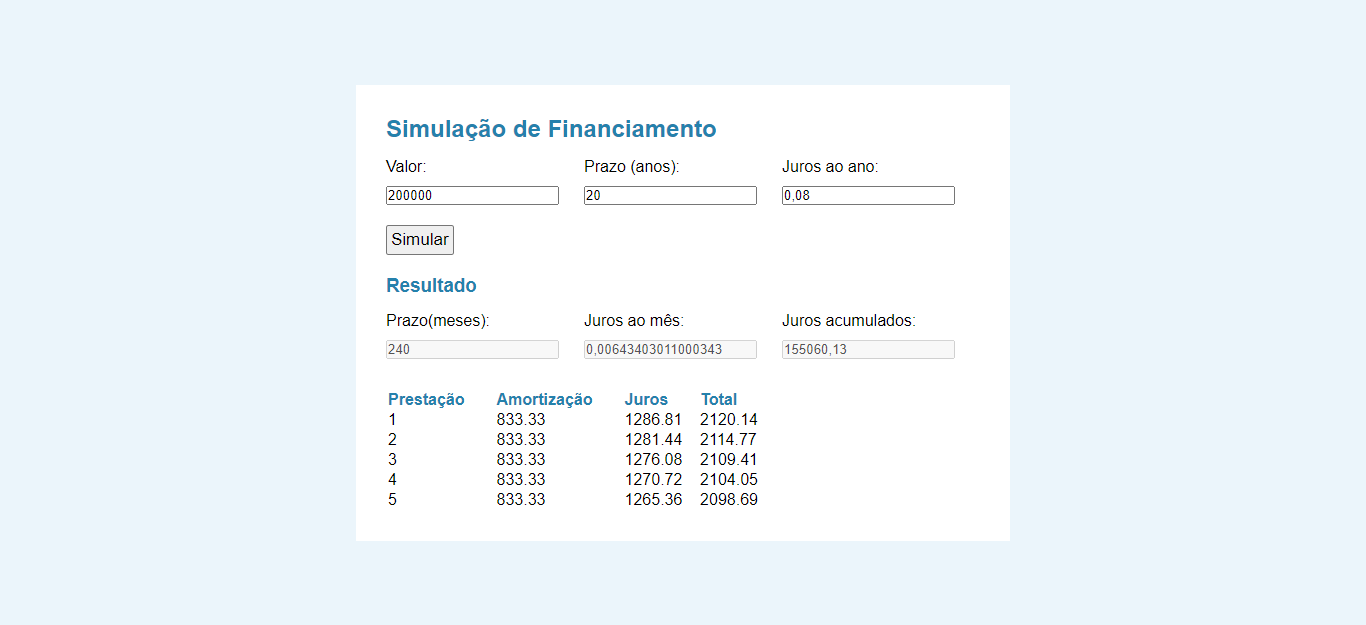 Simulação de Financiamento
Valor: Prazo (anos): Juros ao ano:
200000 20 0,08
Simular
Resultado
Prazo(meses): Juros ao mês: Juros acumulados:
240 0,00643403011000343 155060,13
Prestação Amortização Juros Total
1 833.33 1286.81 2120.14
2 833.33 1281.44 2114.77
3 833.33 1276.08 2109.41
4 833.33 1270.72 2104.05
5 833.33 1265.36 2098.69